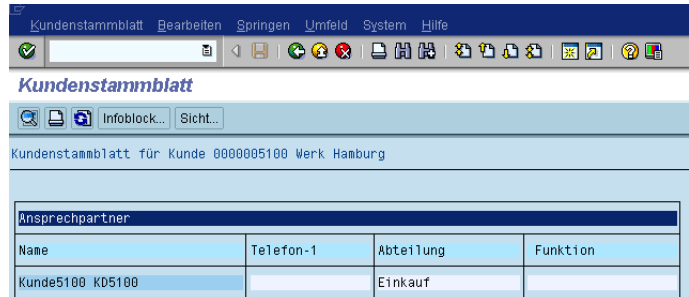 Kundenstammblatt Bearbeiten Springen Umfeld System Hilfe
Kundenstammblatt
Infoblock... Sicht...
Kundenstammblatt für Kunde 0000005100 Werk Hamburg
Ansprechpartner
Name Telefon-1 Abteilung Funktion
Kunde5100 KD5100 Einkauf